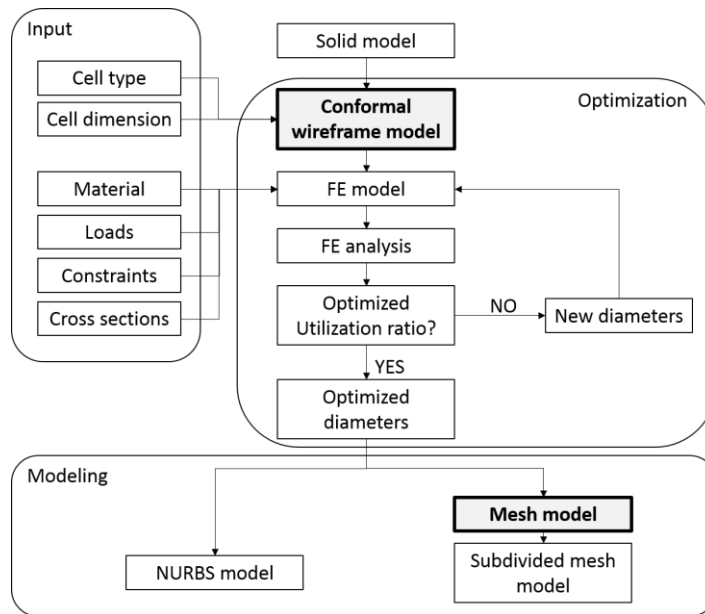 Input
Solid model
Cell type
Cell dimension
Optimization
Conformal
wireframe model
Material
Loads
Constraints
Cross sections
FE model
FE analysis
Optimized
Utilization ratio?
NO
New diameters
YES
Optimized
diameters
Modeling
Mesh model
NURBS model
Subdivided mesh
model